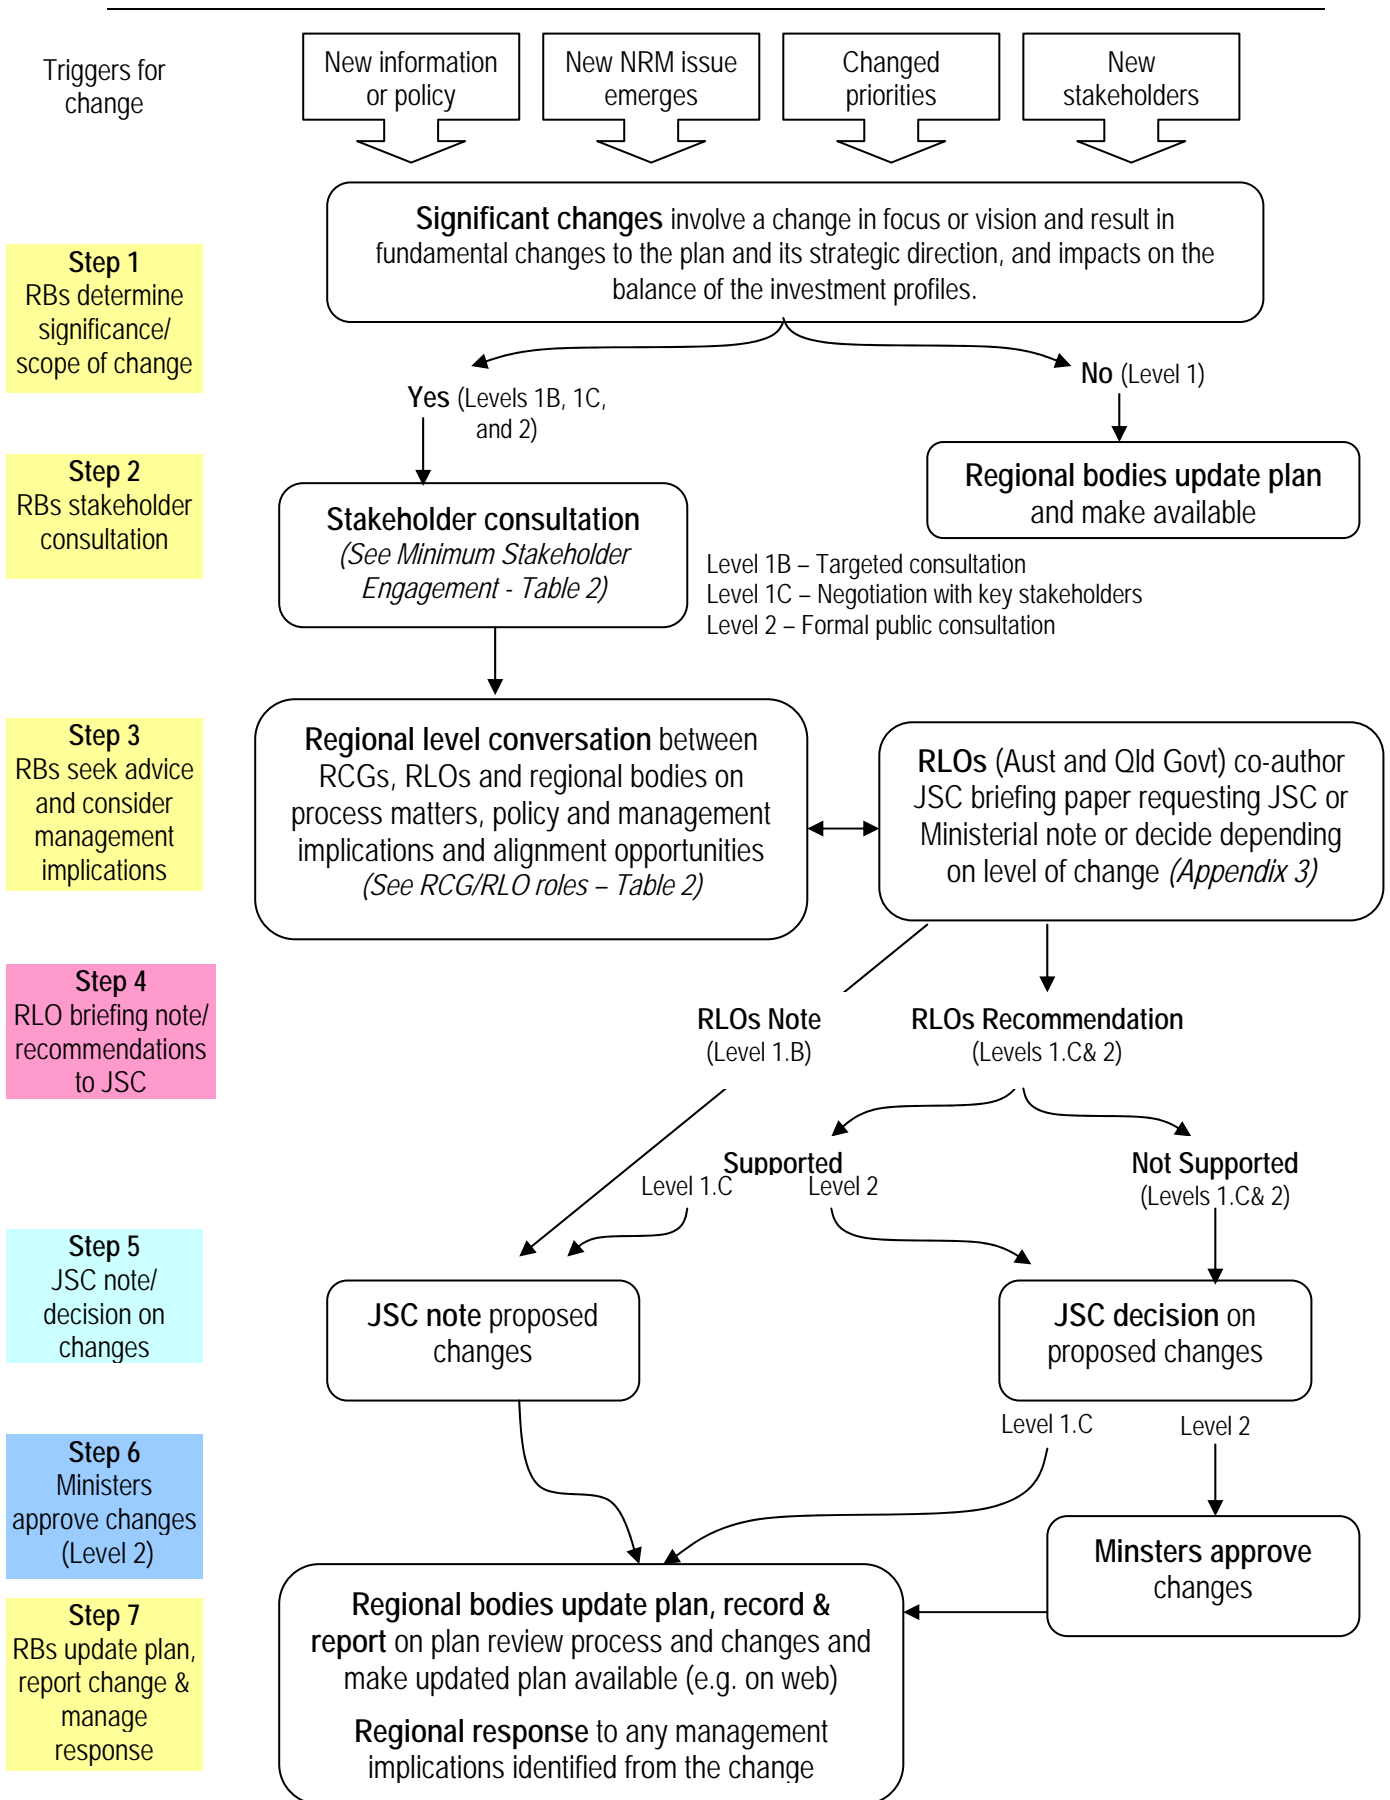 Triggers for
change
New information
or policy
New NRM issue
emerges
Changed
priorities
New
stakeholders
Significant changes involve a change in focus or vision and result in
fundamental changes to the plan and its strategic direction, and impacts on the
balance of the investment profiles.
Step 1
RBs determine
significance/
scope of change
Yes (Levels 1B, 1C,
and 2)
No (Level 1)
Step 2
RBs stakeholder
consultation
Stakeholder consultation
(See Minimum Stakeholder
Engagement - Table 2)
Regional bodies update plan
and make available
Level 1B – Targeted consultation
Level 1C – Negotiation with key stakeholders
Level 2 – Formal public consultation
Step 3
RBs seek advice
and consider
management
implications
Regional level conversation between
RCGs, RLOs and regional bodies on
process matters, policy and management
implications and alignment opportunities
(See RCG/RLO roles – Table 2)
RLOs (Aust and Qld Govt) co-author
JSC briefing paper requesting JSC or
Ministerial note or decide depending
on level of change (Appendix 3)
Step 4
RLO briefing note/
recommendations
to JSC
RLOs Note
(Level 1.B)
RLOs Recommendation
(Levels 1.C& 2)
Supported
Level 1.C
Level 2
Not Supported
(Levels 1.C& 2)
Step 5
JSC note/
decision on
changes
JSC note proposed
changes
JSC decision on
proposed changes
Level 1.C
Level 2
Step 6
Ministers
approve changes
(Level 2)
Minsters approve
changes
Step 7
RBs update plan,
report change &
manage
response
Regional bodies update plan, record &
report on plan review process and changes and
make updated plan available (e.g. on web)
Regional response to any management
implications identified from the change